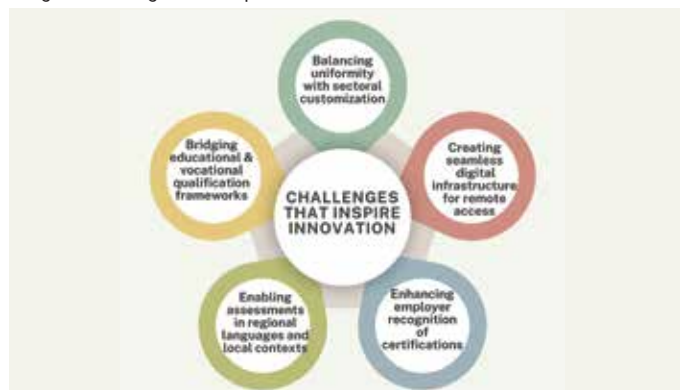 CHALLENGES
THAT INSPIRE
INNOVATION
Balancing
uniformity
with sectoral
customization
Creating
seamless
digital
infrastructure
for remote
access
Enhancing
employer
recognition
of
certifications
Enabling
assessments
in regional
languages and
local contexts
Bridging
educational &
vocational
qualification
frameworks